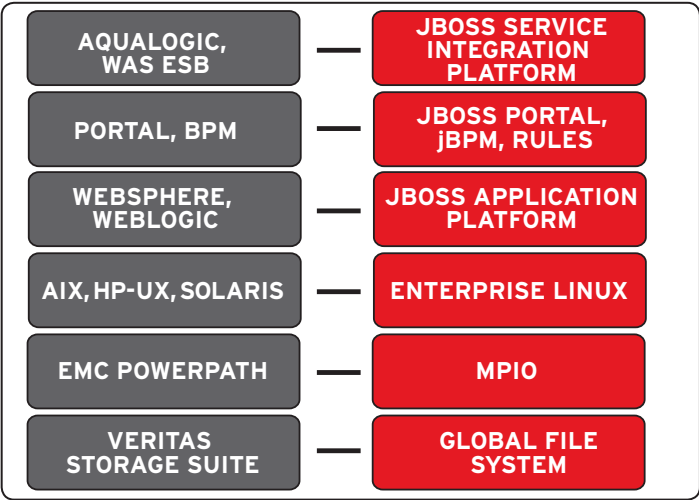 AQUALOGIC,
WAS ESB
JBOSS SERVICE
INTEGRATION
PLATFORM
PORTAL, BPM
JBOSS PORTAL,
jBPM, RULES
WEBSPHERE,
WEBLOGIC
JBOSS APPLICATION
PLATFORM
AIX, HP-UX, SOLARIS
ENTERPRISE LINUX
EMC POWERPATH
MPIO
VERITAS
STORAGE SUITE
GLOBAL FILE
SYSTEM